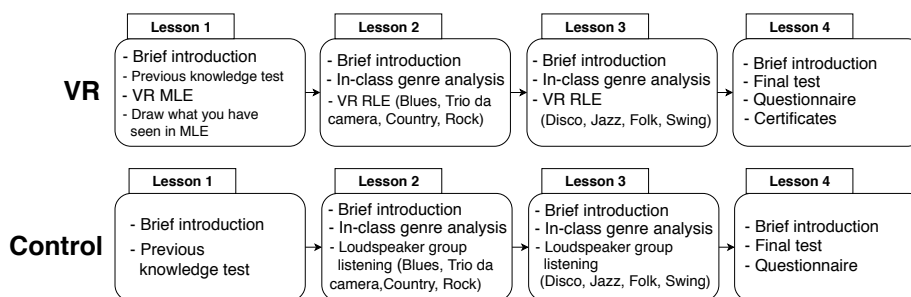 Lesson 1
Lesson 2
Lesson 3
Lesson 4
VR
- Brief introduction
- Previous knowledge test
- VR MLE
- Draw what you have
seen in MLE
- Brief introduction
- In-class genre analysis
- VR RLE (Blues, Trio da
camera, Country, Rock)
- Brief introduction
- In-class genre analysis
- VR RLE
(Disco, Jazz, Folk, Swing)
- Brief introduction
- Final test
- Questionnaire
- Certificates
Lesson 1
Lesson 2
Lesson 3
Lesson 4
Control
- Brief introduction
- Previous
knowledge test
- Brief introduction
- In-class genre analysis
- Loudspeaker group
listening (Blues, Trio da
camera,Country, Rock)
- Brief introduction
- In-class genre analysis
- Loudspeaker group
listening
(Disco, Jazz, Folk, Swing)
- Brief introduction
- Final test
- Questionnaire